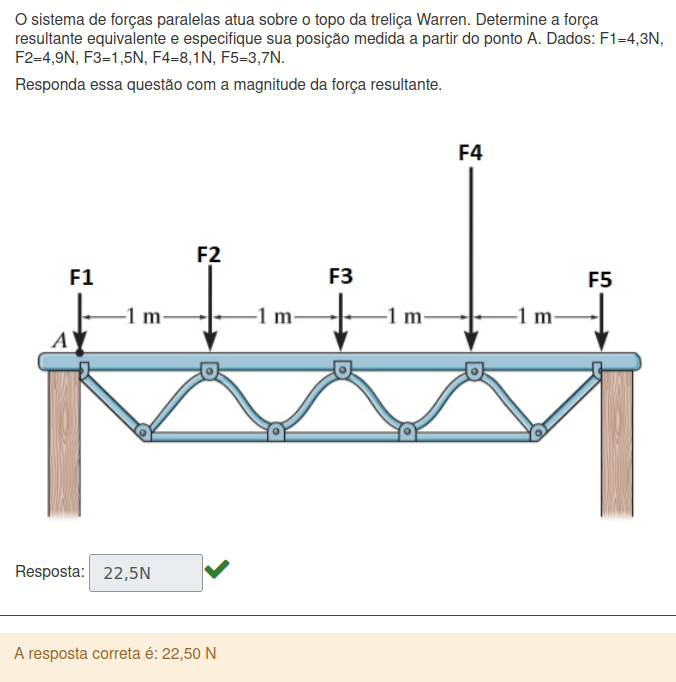 O sistema de forças paralelas atua sobre o topo da treliça Warren. Determine a força
resultante equivalente e especifique sua posição medida a partir do ponto A. Dados: F1=4,3N,
F2=4,9N, F3=1,5N, F4=8,1N, F5=3,7N.
Responda essa questão com a magnitude da força resultante.
F4
F2
F1
F3
F5
1 m
1 m
1 m
1 m
A
Resposta: 22,5N
A resposta correta é: 22,50 N